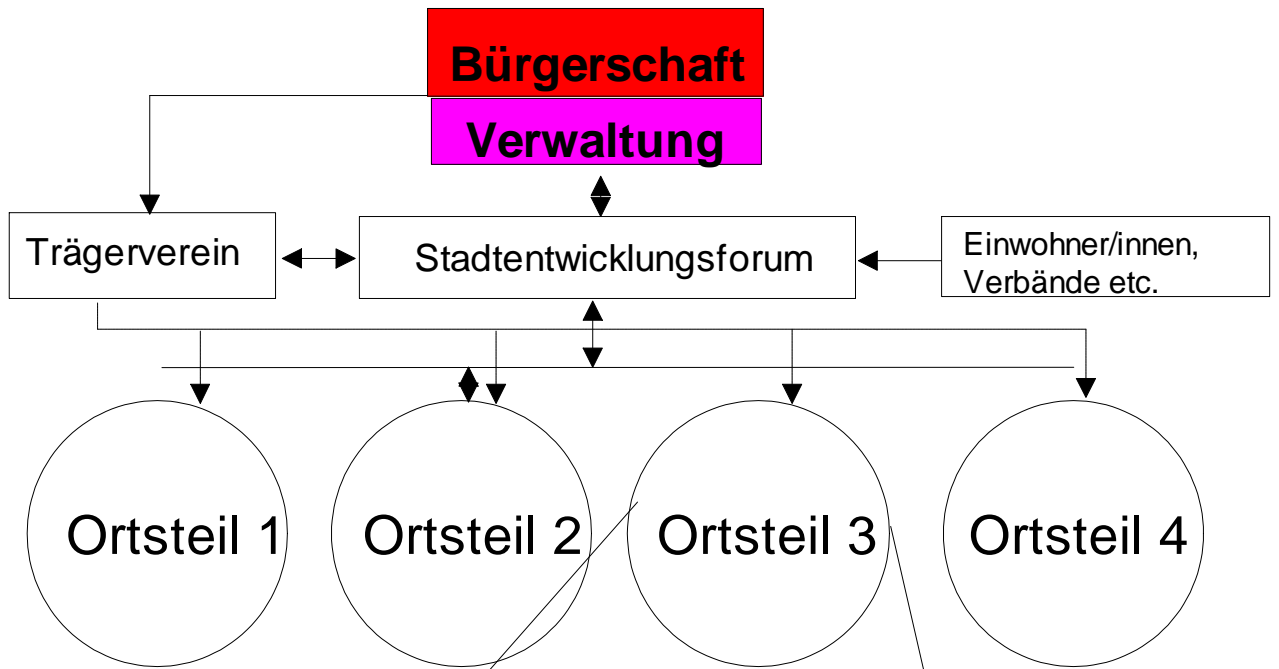 Bürgerschaft
Verwaltung
Trägerverein
Stadtentwicklungsforum
Einwohner/innen,
Verbände etc.
Ortsteil 1
Ortsteil 2
Ortsteil 3
Ortsteil 4